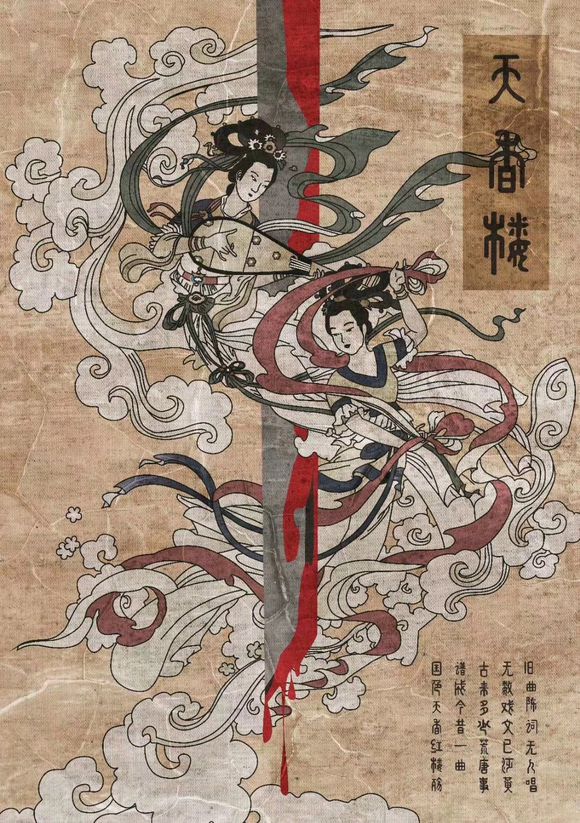 天香楼
旧曲陈词无人唱
无数戏文已泛黄
古来多少荒唐事
谱成今昔一曲
国色天香红楼